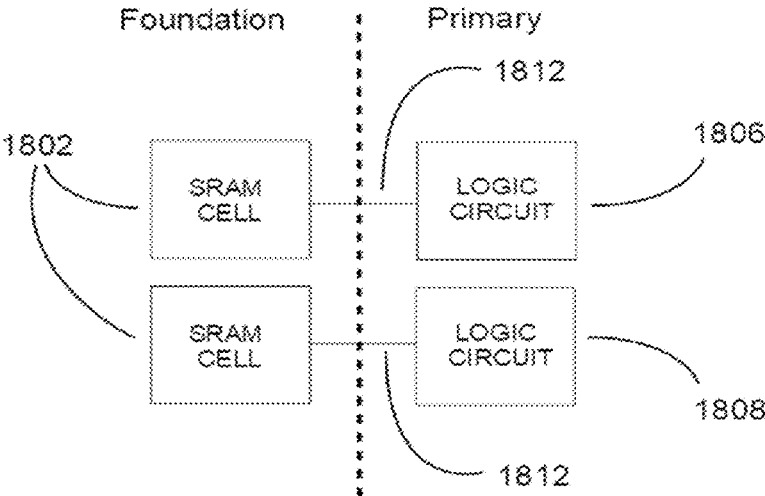 Foundation Primary
1812
1802
1806
SRAM
CELL
LOGIC
CIRCUIT
SRAM
CELL
LOGIC
CIRCUIT
1808
1812